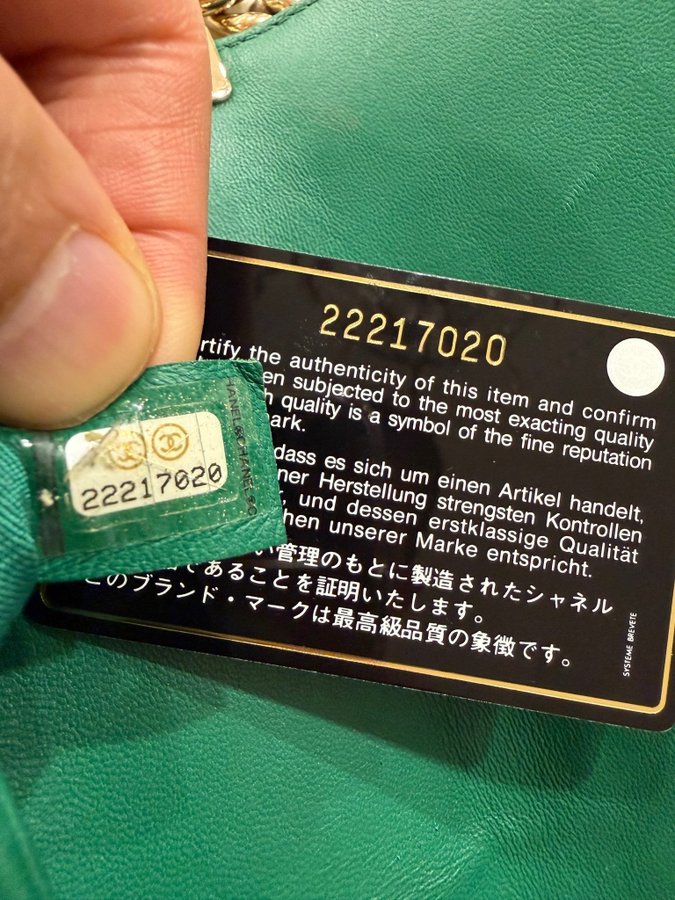 22217020
rtify the authenticity of this item and confirm
en subjected to the most exacting quality
h quality is a symbol of the fine reputation
ark.
dass es sich um einen Artikel handelt,
ner Herstellung strengsten Kontrollen
und dessen erstklassige Qualität
hen unserer Marke entspricht.
い管理のもとに製造されたシャネル
であることを証明いたします。
このブランド・マークは最高級品質の象徴です。
SYSTEME BREVETE
22217020
HANEL CHANEL